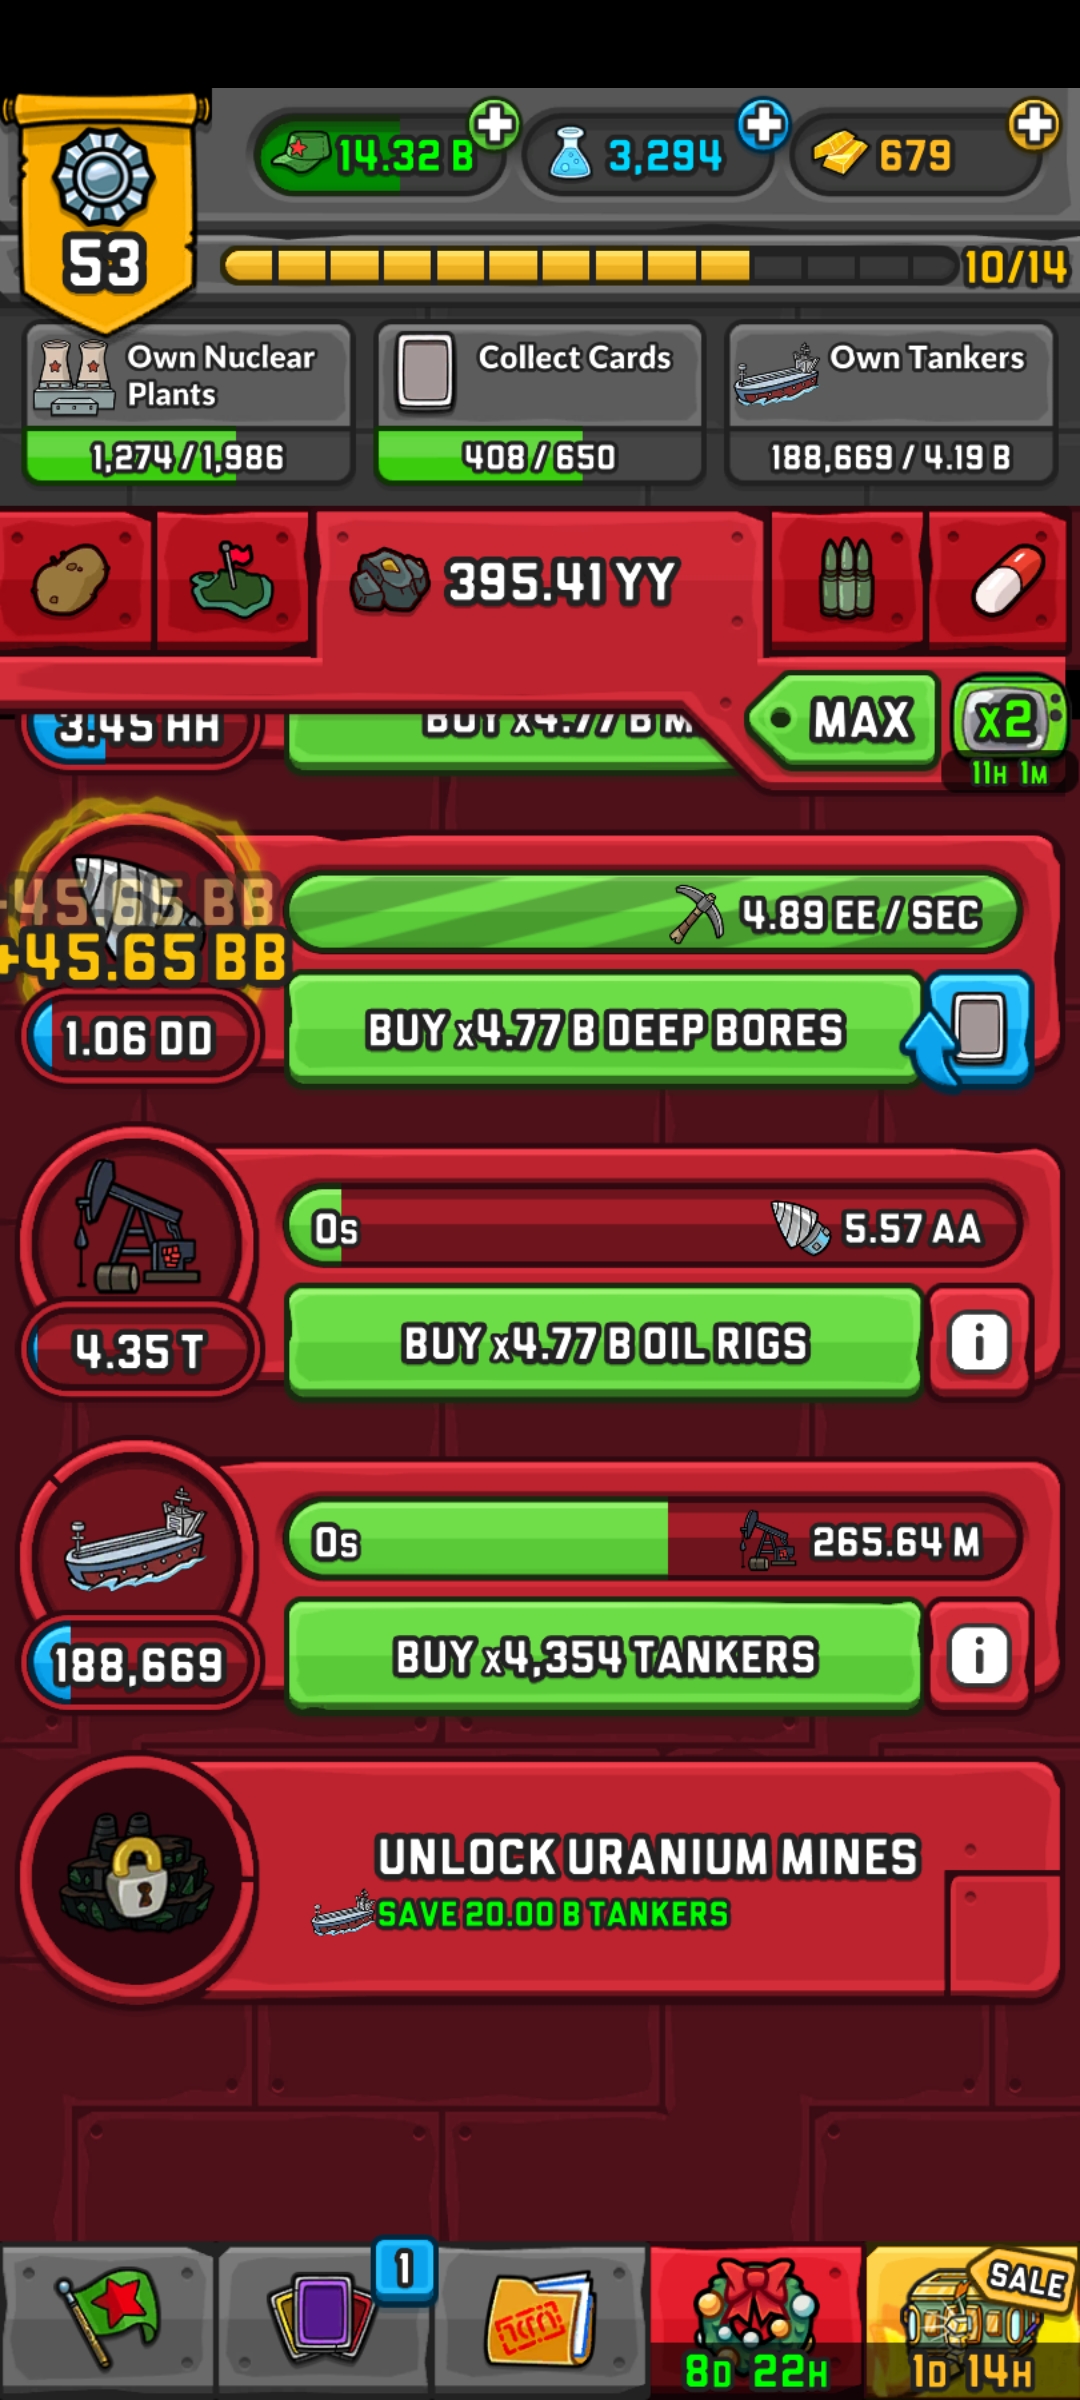 14.32 B
3,294
679
53
10/14
Own Nuclear Plants
1,274/1,986
Collect Cards
408/650
Own Tankers
188,669/4.19 B
395.41 YY
MAX
x2
11H 1M
3.45 HH
BUY x4.77 B M
+45.65 BB
+45.65 BB
4.89 EE/SEC
1.06 DD
BUY x4.77 B DEEP BORES
0s
5.57 AA
4.35 T
BUY x4.77 B OIL RIGS
i
0s
265.64 M
188,669
BUY x4,354 TANKERS
i
UNLOCK URANIUM MINES
SAVE 20.00 B TANKERS
1
SALE
8D 22H
1D 14H